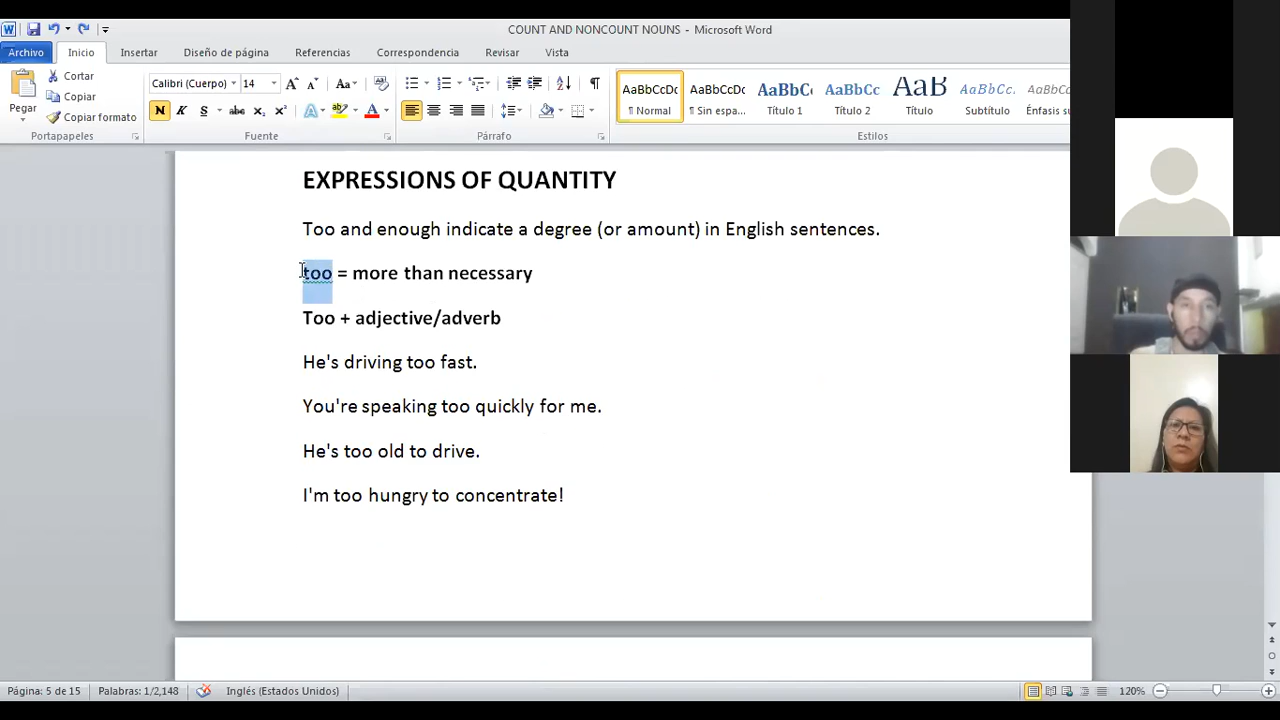 COUNT AND NONCOUNT NOUNS - Microsoft Word
Archivo Inicio Insertar Diseño de página Referencias Correspondencia Revisar Vista
Pegar
Cortar
Copiar
Copiar formato
Portapapeles
Calibri (Cuerpo) 14
Fuente
Párrafo
AaBbCcDc AaBbCcDc AaBbC AaBbCc AaB AaBbCc. AaBbCcDc
¶ Normal ¶ Sin espa... Título 1 Título 2 Título Subtítulo Énfasis su
Estilos
EXPRESSIONS OF QUANTITY
Too and enough indicate a degree (or amount) in English sentences.
too = more than necessary
Too + adjective/adverb
He's driving too fast.
You're speaking too quickly for me.
He's too old to drive.
I'm too hungry to concentrate!
Página: 5 de 15 Palabras: 1/2,148 Inglés (Estados Unidos) 120%